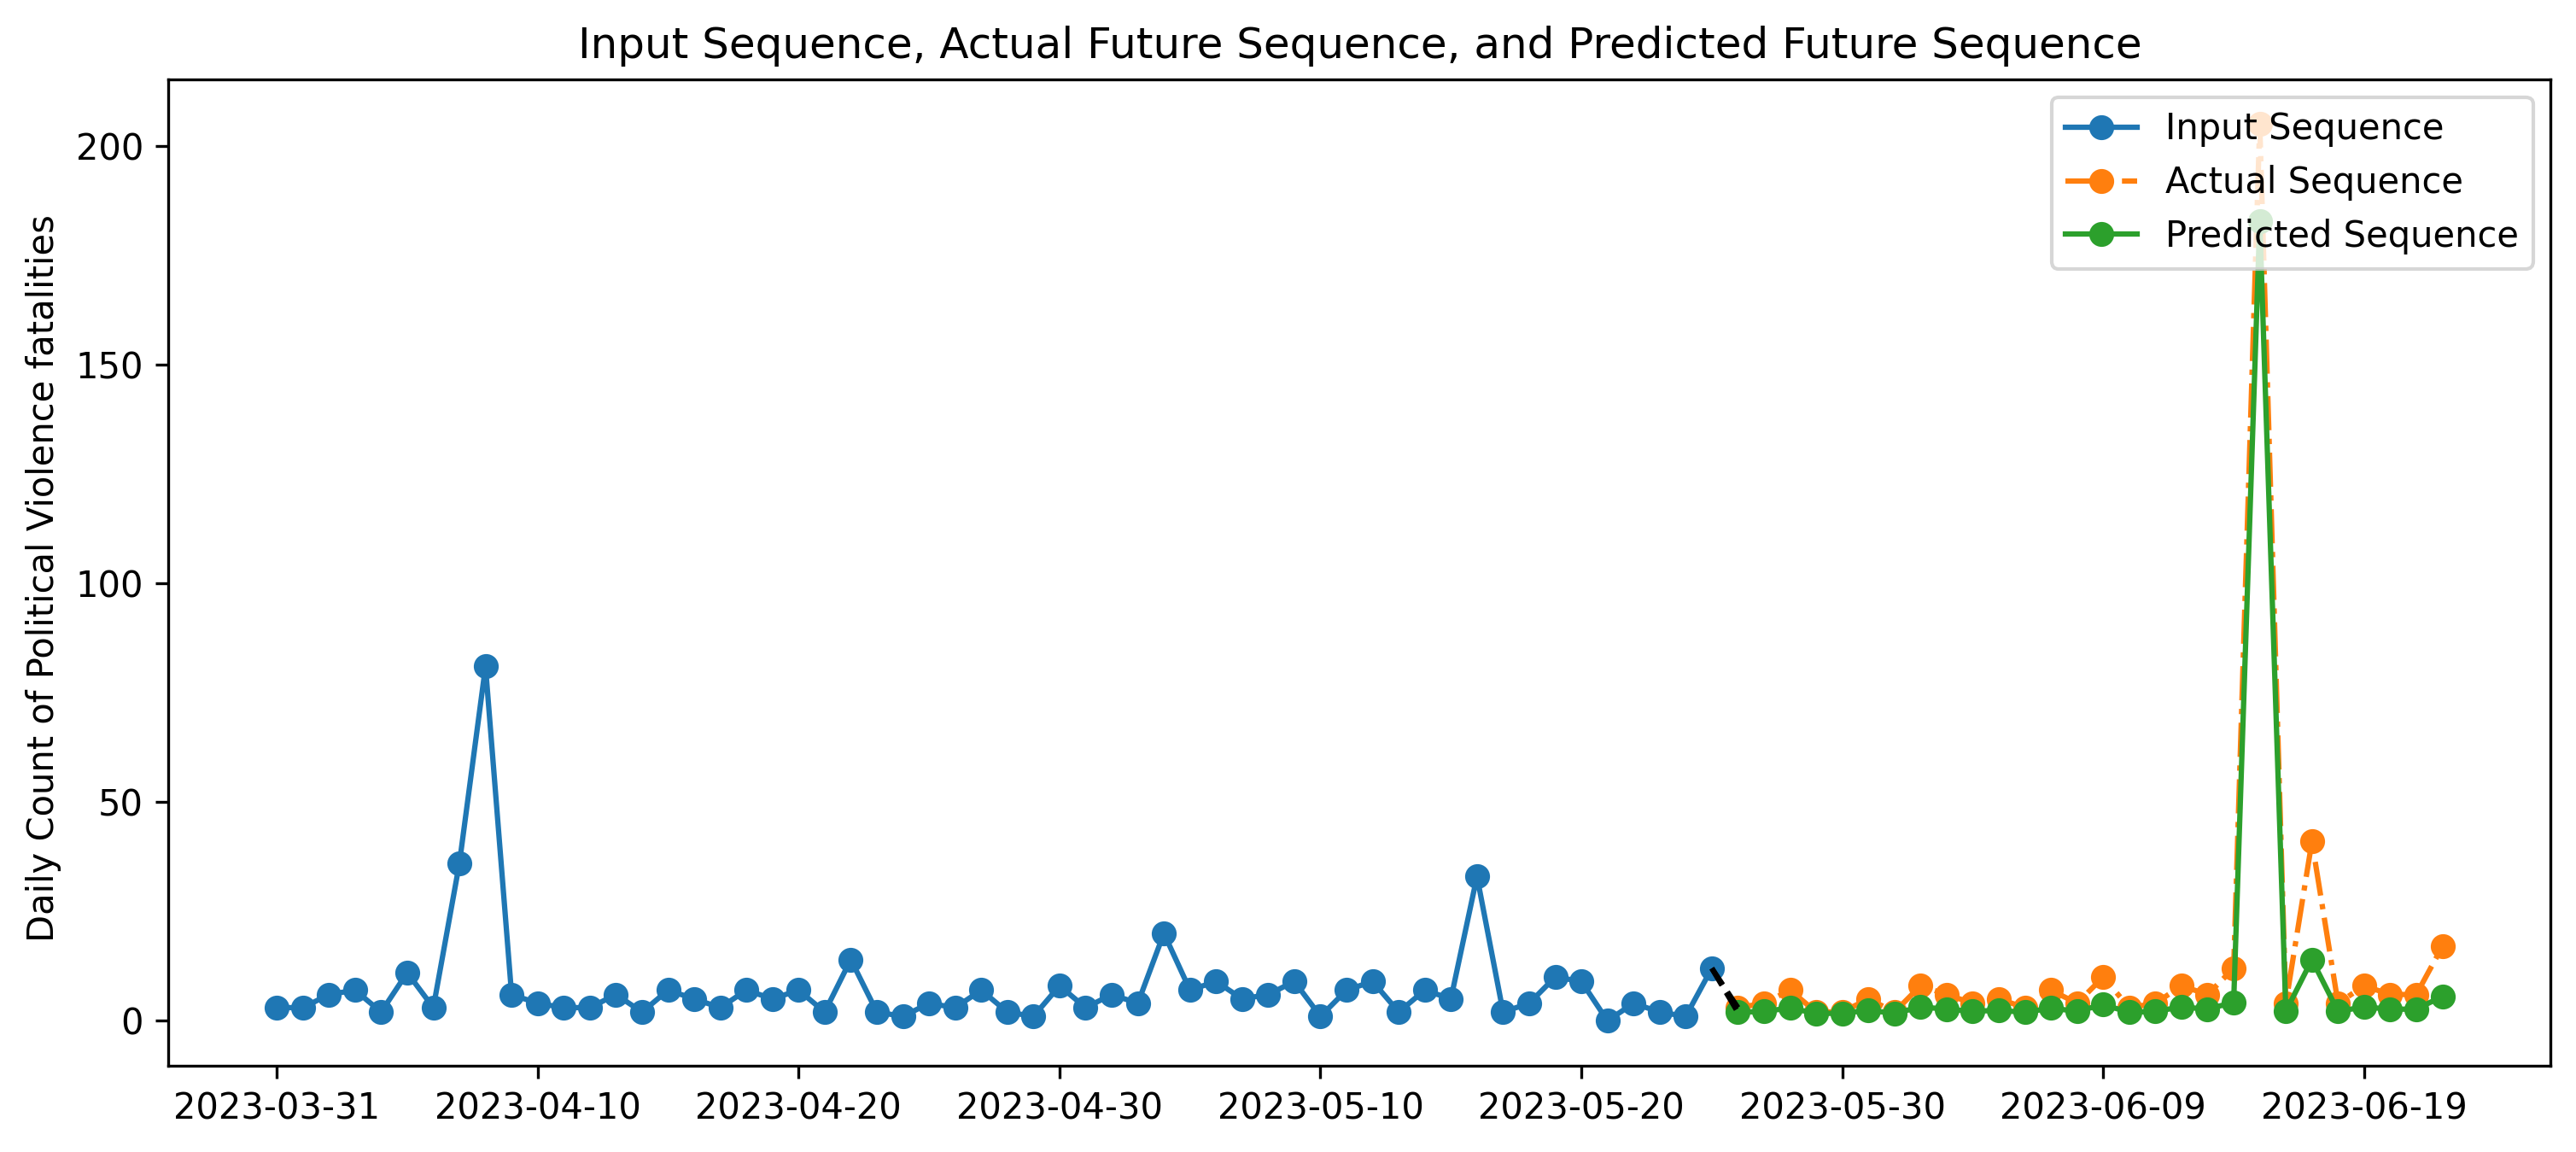 Input Sequence, Actual Future Sequence, and Predicted Future Sequence
Daily Count of Political Violence fatalities
200
150
100
50
0
Input Sequence
Actual Sequence
Predicted Sequence
2023-03-31 2023-04-10 2023-04-20 2023-04-30 2023-05-10 2023-05-20 2023-05-30 2023-06-09 2023-06-19